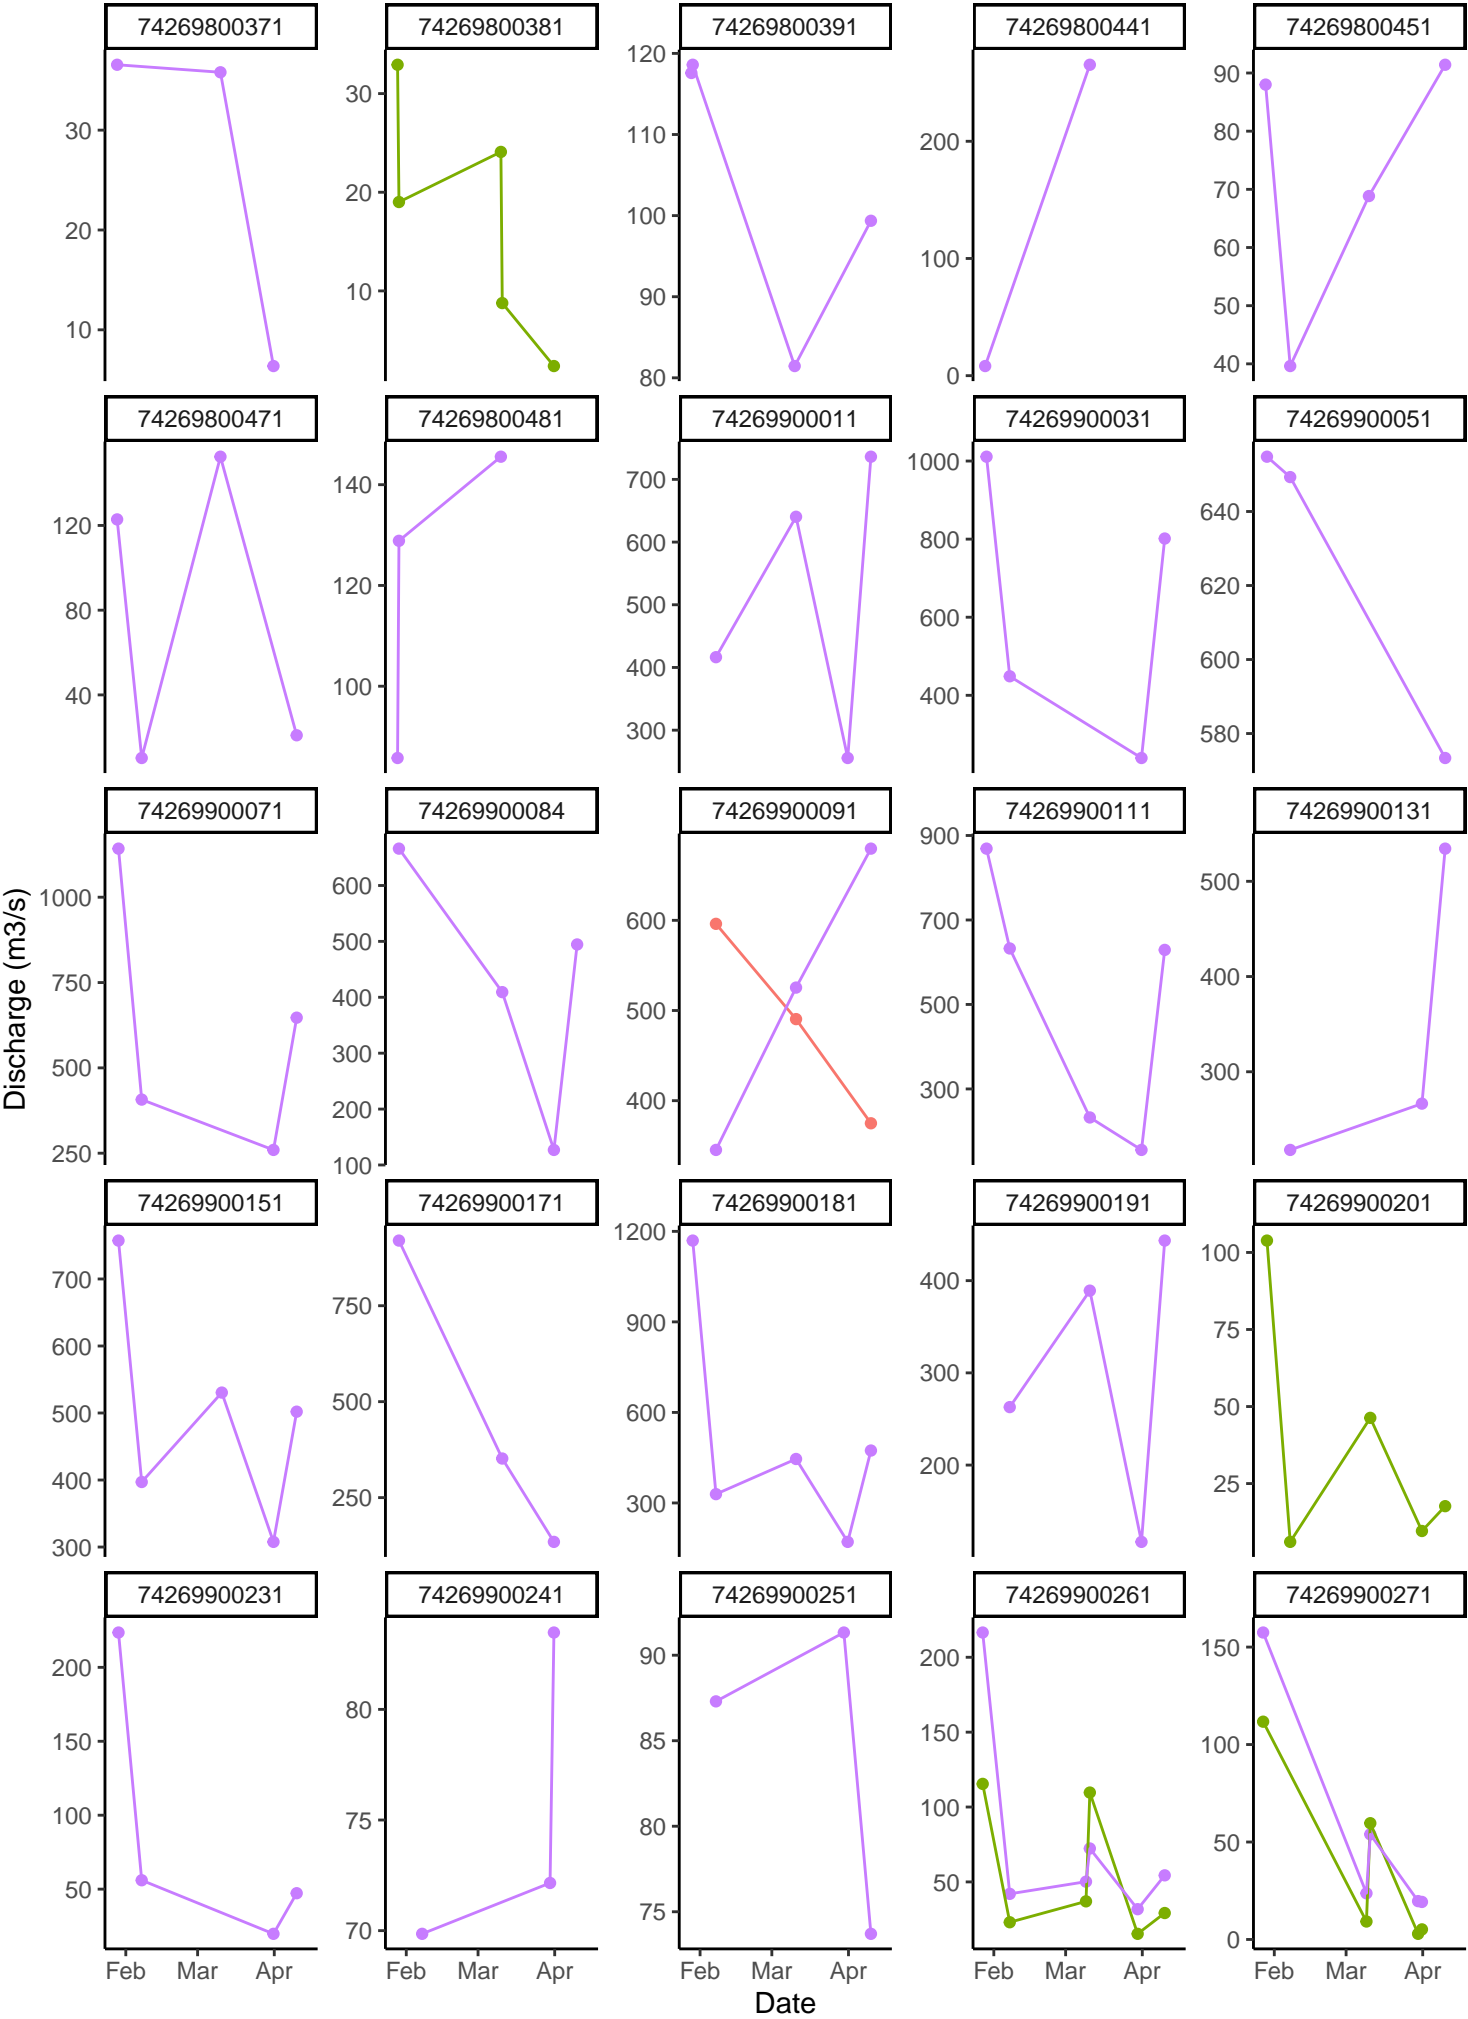 74269800371 74269800381 74269800391 74269800441 74269800451
30 20 10
30 20 10
120 110 100 90 80
200 100 0
90 80 70 60 50 40
74269800471 74269800481 74269900011 74269900031 74269900051
120 80 40
140 120 100
700 600 500 400 300
1000 800 600 400
640 620 600 580
74269900071 74269900084 74269900091 74269900111 74269900131
1000 750 500 250
600 500 400 300 200 100
600 500 400
900 700 500 300
500 400 300
74269900151 74269900171 74269900181 74269900191 74269900201
700 600 500 400 300
750 500 250
1200 900 600 300
400 300 200
100 75 50 25
74269900231 74269900241 74269900251 74269900261 74269900271
200 150 100 50
80 75 70
90 85 80 75
200 150 100 50
150 100 50 0
Feb Mar Apr Feb Mar Apr Feb Mar Apr Feb Mar Apr Feb Mar Apr
Date
Discharge (m3/s)